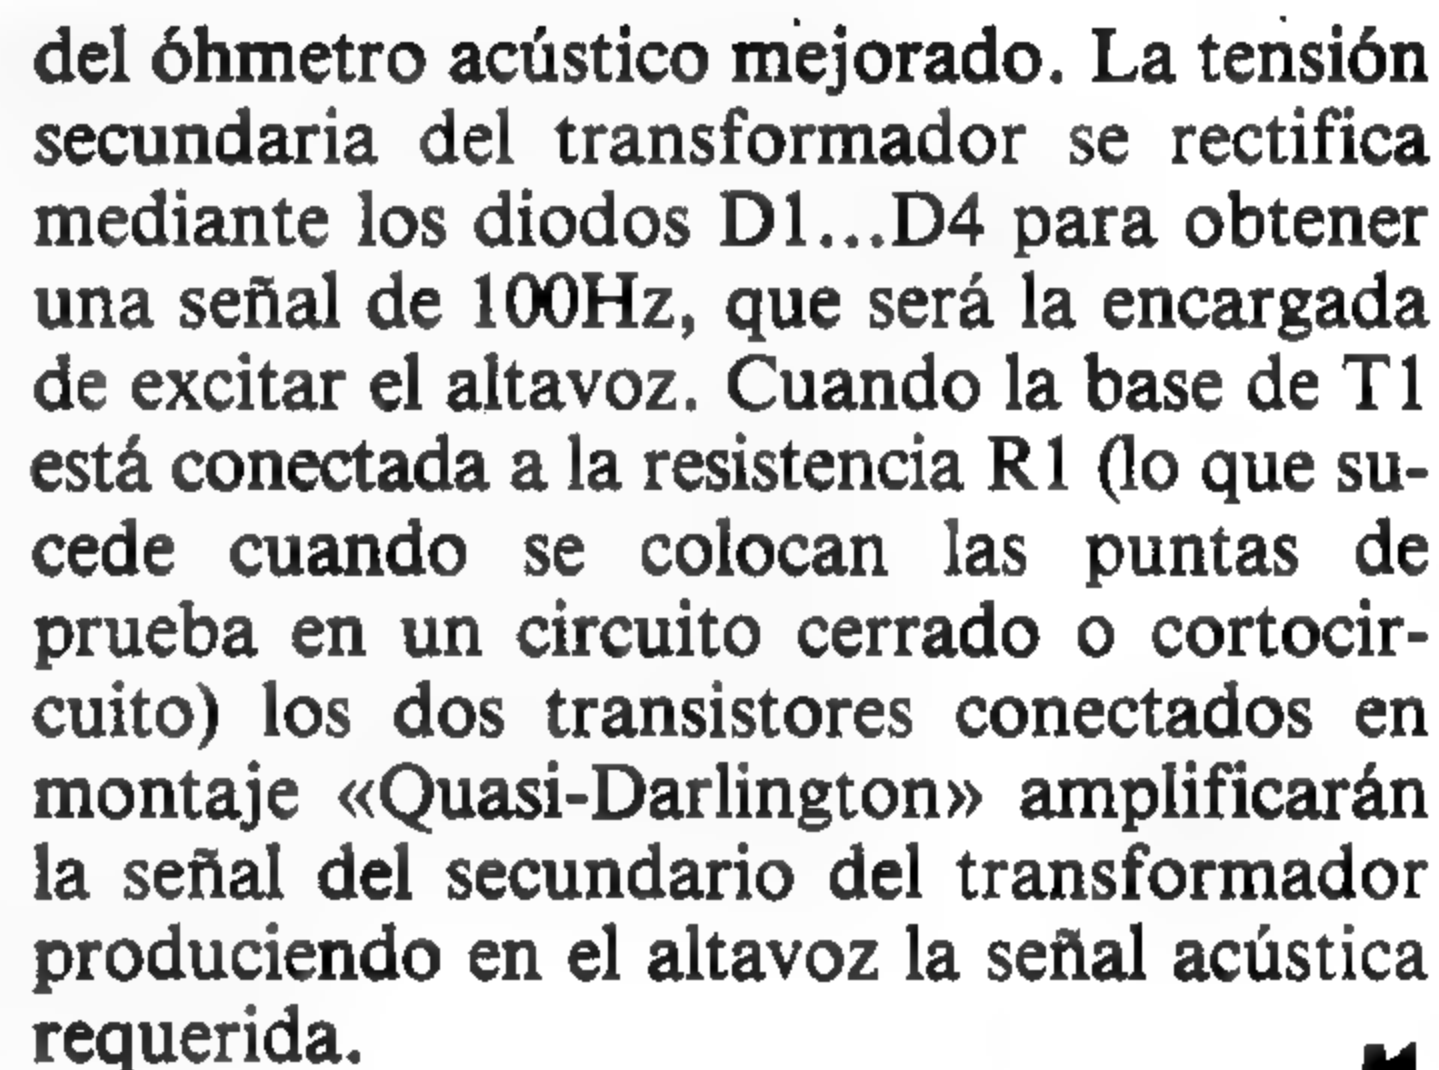 del óhmetro acústico mejorado. La tensión
secundaria del transformador se rectifica
mediante los diodos D1...D4 para obtener
una señal de 100Hz, que será la encargada
de excitar el altavoz. Cuando la base de T1
está conectada a la resistencia R1 (lo que su-
cede cuando se colocan las puntas de
prueba en un circuito cerrado o cortocir-
cuito) los dos transistores conectados en
montaje «Quasi-Darlington» amplificarán
la señal del secundario del transformador
produciendo en el altavoz la señal acústica
requerida.